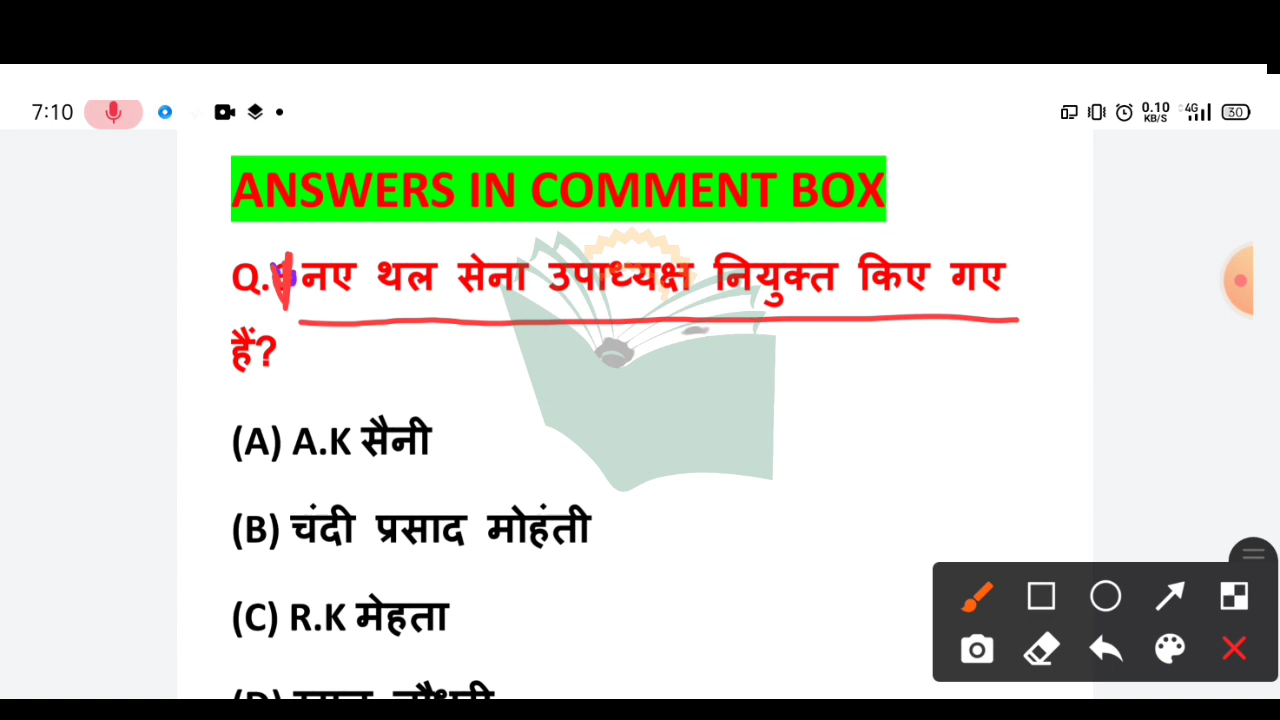 7:10 0.10 KB/S 4G 30
ANSWERS IN COMMENT BOX
Q. नए थल सेना उपाध्यक्ष नियुक्त किए गए
हैं?
(A) A.K सैनी
(B) चंदी प्रसाद मोहंती
(C) R.K मेहता